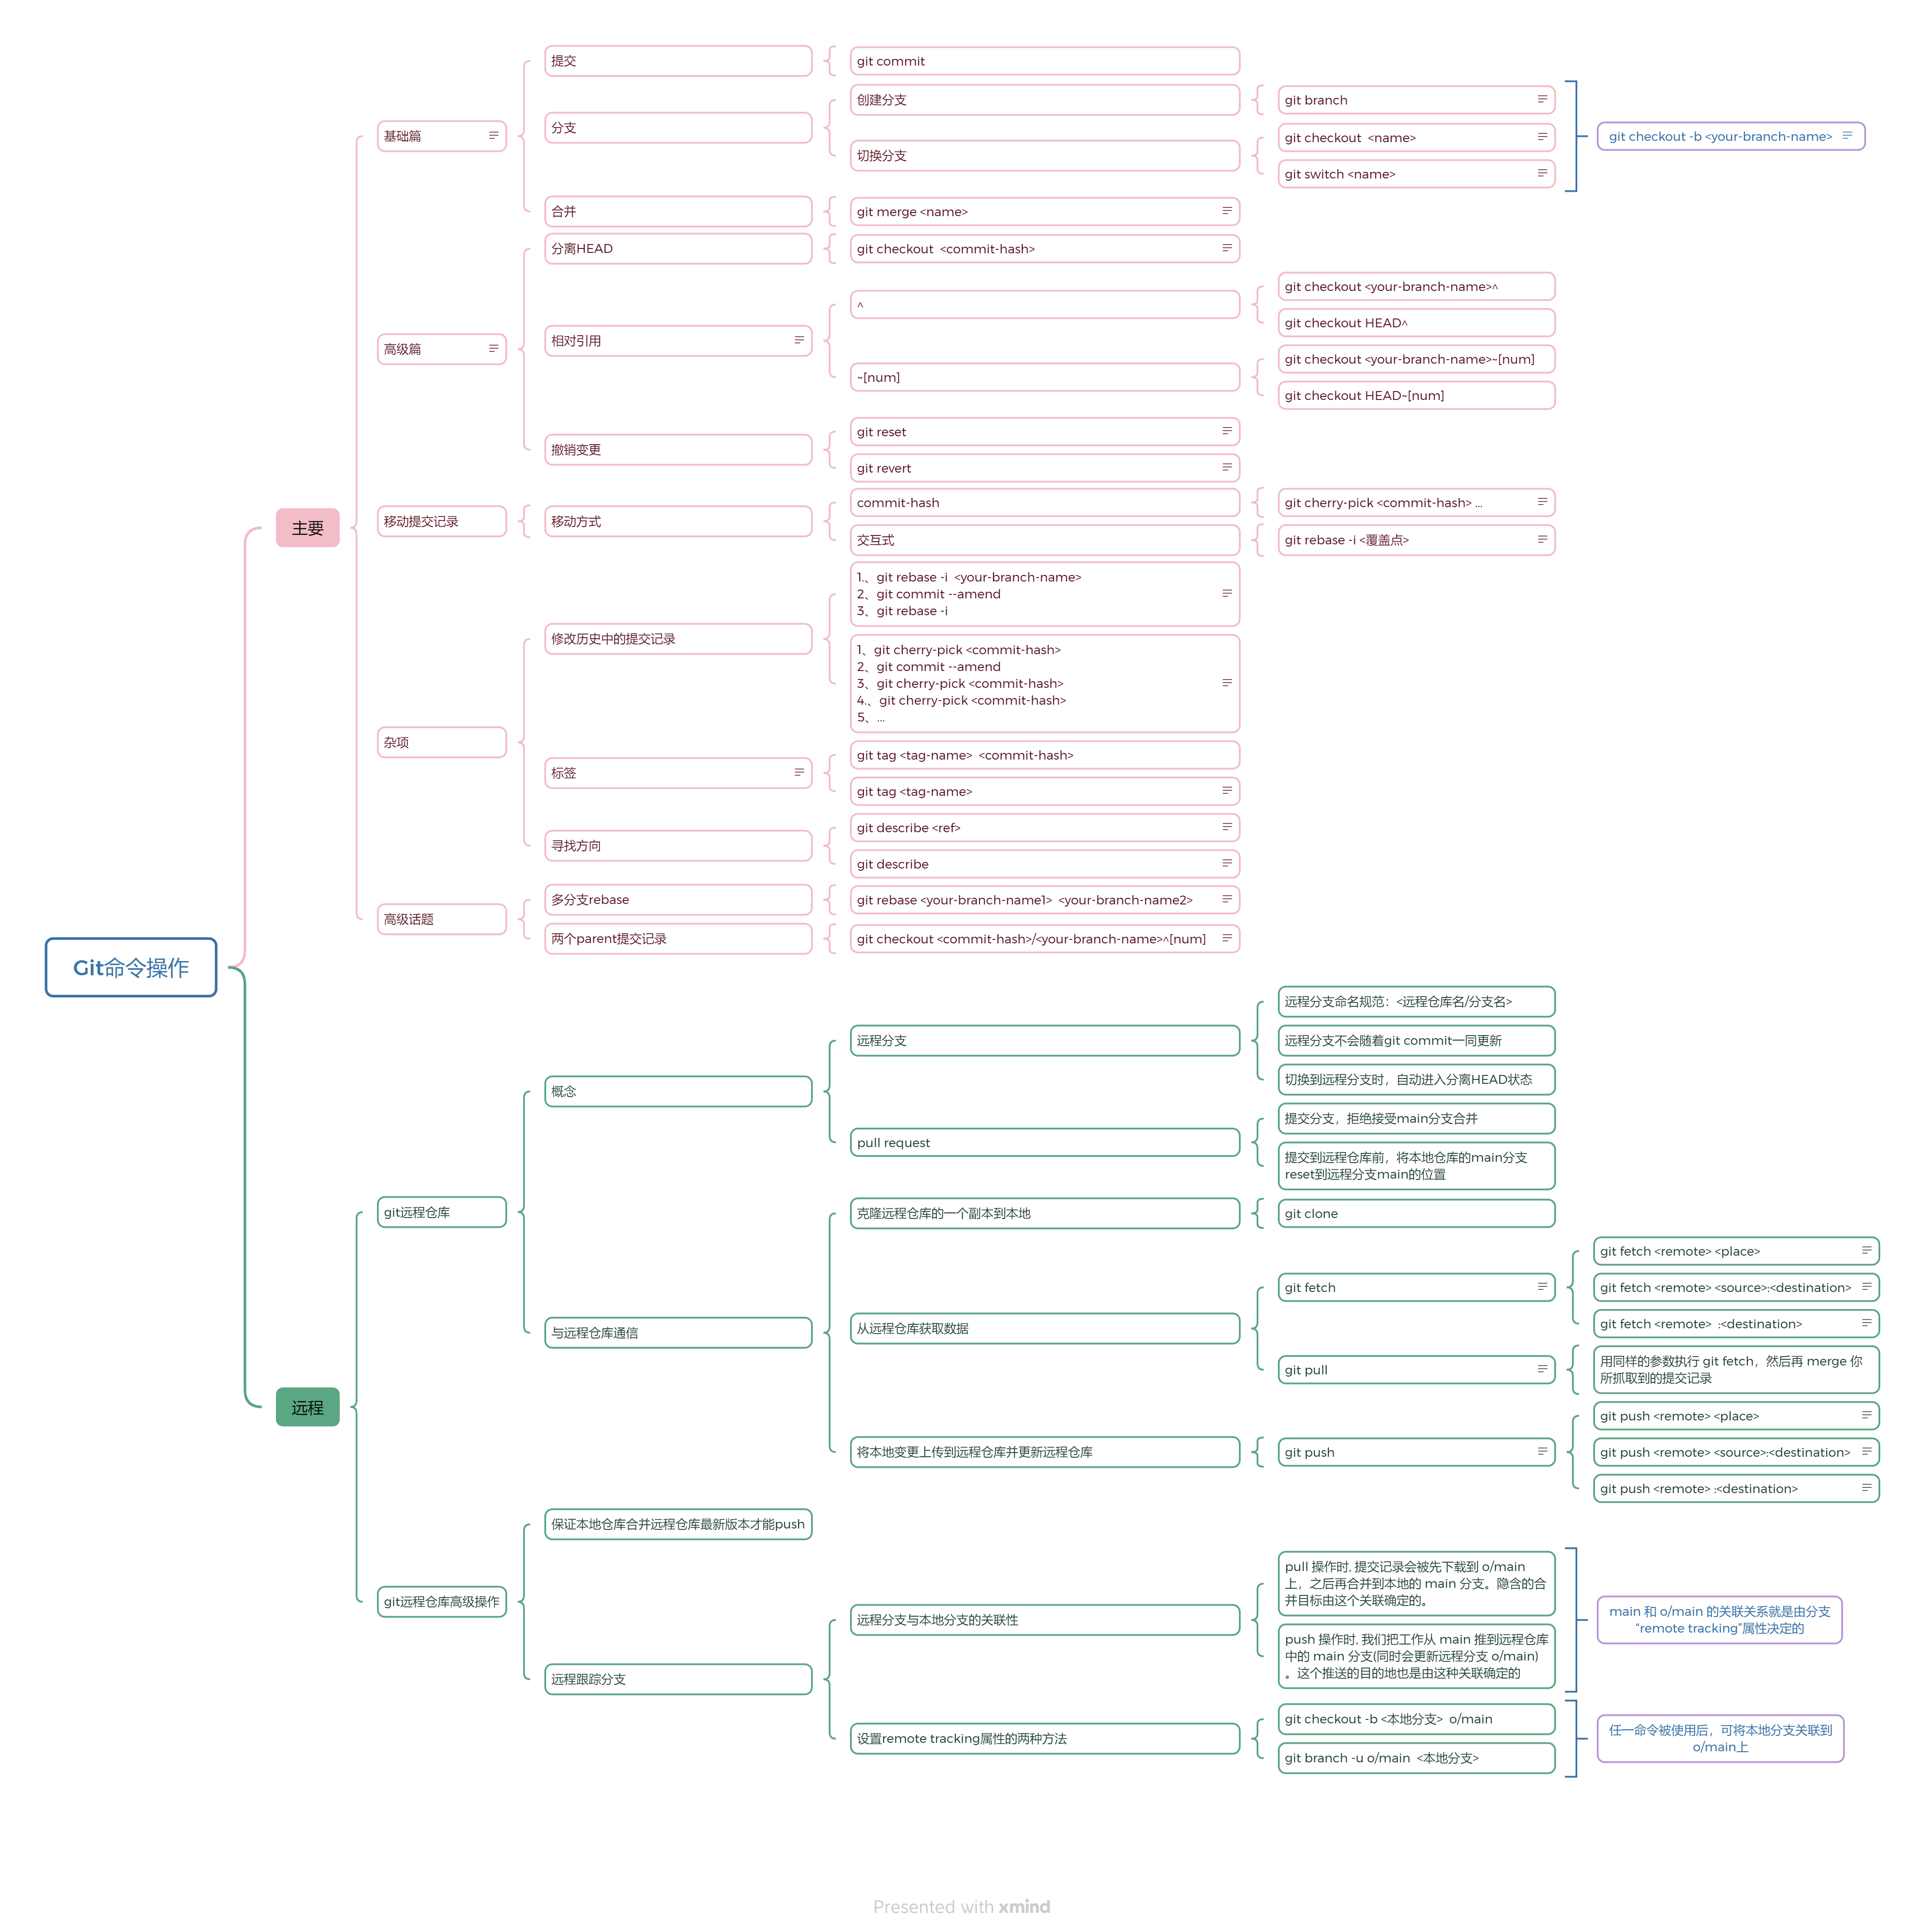 Git命令操作
主要
基础篇
提交
git commit
分支
创建分支
git branch
切换分支
git checkout  <name>
git switch <name>
git checkout -b <your-branch-name>
合并
git merge <name>
高级篇
分离HEAD
git checkout  <commit-hash>
相对引用
^
git checkout <your-branch-name>^
git checkout HEAD^
~[num]
git checkout <your-branch-name>~[num]
git checkout HEAD~[num]
撤销变更
git reset
git revert
移动提交记录
移动方式
commit-hash
git cherry-pick <commit-hash> ...
交互式
git rebase -i <覆盖点>
杂项
修改历史中的提交记录
1.、git rebase -i  <your-branch-name>
2、git commit --amend
3、git rebase -i
1、git cherry-pick <commit-hash>
2、git commit --amend
3、git cherry-pick <commit-hash>
4.、git cherry-pick <commit-hash>
5、...
标签
git tag <tag-name>  <commit-hash>
git tag <tag-name>
寻找方向
git describe <ref>
git describe
高级话题
多分支rebase
git rebase <your-branch-name1>  <your-branch-name2>
两个parent提交记录
git checkout <commit-hash>/<your-branch-name>^[num]
远程
git远程仓库
概念
远程分支
远程分支命名规范：<远程仓库名/分支名>
远程分支不会随着git commit一同更新
切换到远程分支时，自动进入分离HEAD状态
pull request
提交分支，拒绝接受main分支合并
提交到远程仓库前，将本地仓库的main分支
reset到远程分支main的位置
与远程仓库通信
克隆远程仓库的一个副本到本地
git clone
从远程仓库获取数据
git fetch
git fetch <remote> <place>
git fetch <remote> <source>:<destination>
git fetch <remote>  :<destination>
git pull
用同样的参数执行 git fetch，然后再 merge 你
所抓取到的提交记录
将本地变更上传到远程仓库并更新远程仓库
git push
git push <remote> <place>
git push <remote> <source>:<destination>
git push <remote> :<destination>
git远程仓库高级操作
保证本地仓库合并远程仓库最新版本才能push
远程跟踪分支
远程分支与本地分支的关联性
pull 操作时, 提交记录会被先下载到 o/main
上，之后再合并到本地的 main 分支。隐含的合
并目标由这个关联确定的。
push 操作时, 我们把工作从 main 推到远程仓库
中的 main 分支(同时会更新远程分支 o/main)
。这个推送的目的地也是由这种关联确定的
main 和 o/main 的关联关系就是由分支
“remote tracking”属性决定的
设置remote tracking属性的两种方法
git checkout -b <本地分支>  o/main
git branch -u o/main  <本地分支>
任一命令被使用后，可将本地分支关联到
o/main上
Presented with xmind